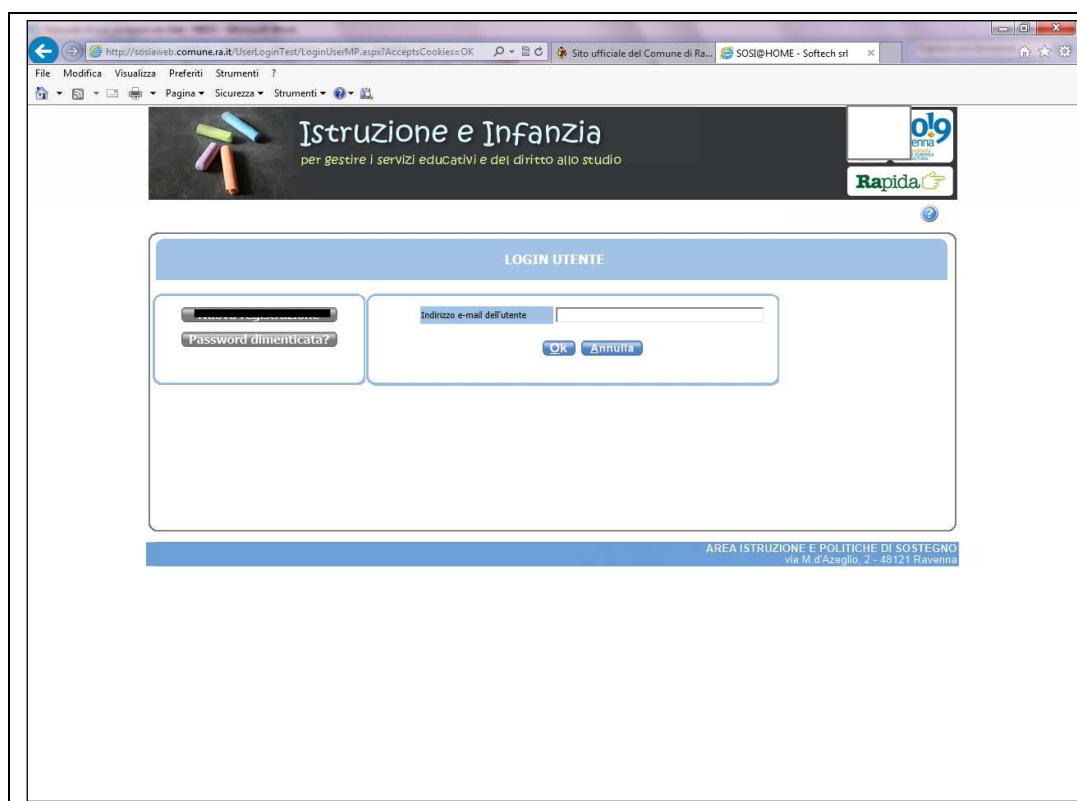 http://sosiaweb.comune.ra.it/UserLoginTest/LoginUserMP.aspx?AcceptsCookies=OK
Sito ufficiale del Comune di Ra...
SOSI@HOME - Softech srl
File Modifica Visualizza Preferiti Strumenti ?
Pagina Sicurezza Strumenti
Istruzione e Infanzia
per gestire i servizi educativi e del diritto allo studio
Rapida
LOGIN UTENTE
Indirizzo e-mail dell'utente
Password dimenticata?
Ok Annulla
AREA ISTRUZIONE E POLITICHE DI SOSTEGNO
via M.d'Azeglio, 2 - 48121 Ravenna